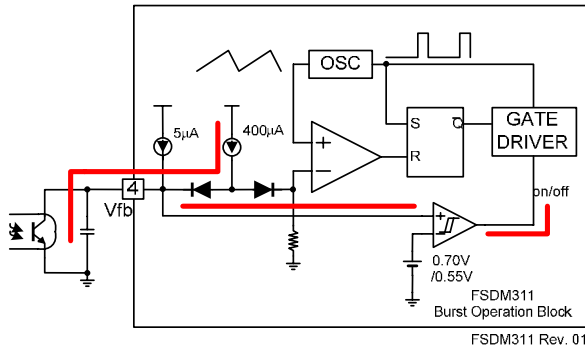 OSC
5µA
400µA
S
Q
R
GATE
DRIVER
+
−
4
Vfb
on/off
+
−
0.70V
/0.55V
FSDM311
Burst Operation Block
FSDM311 Rev. 01